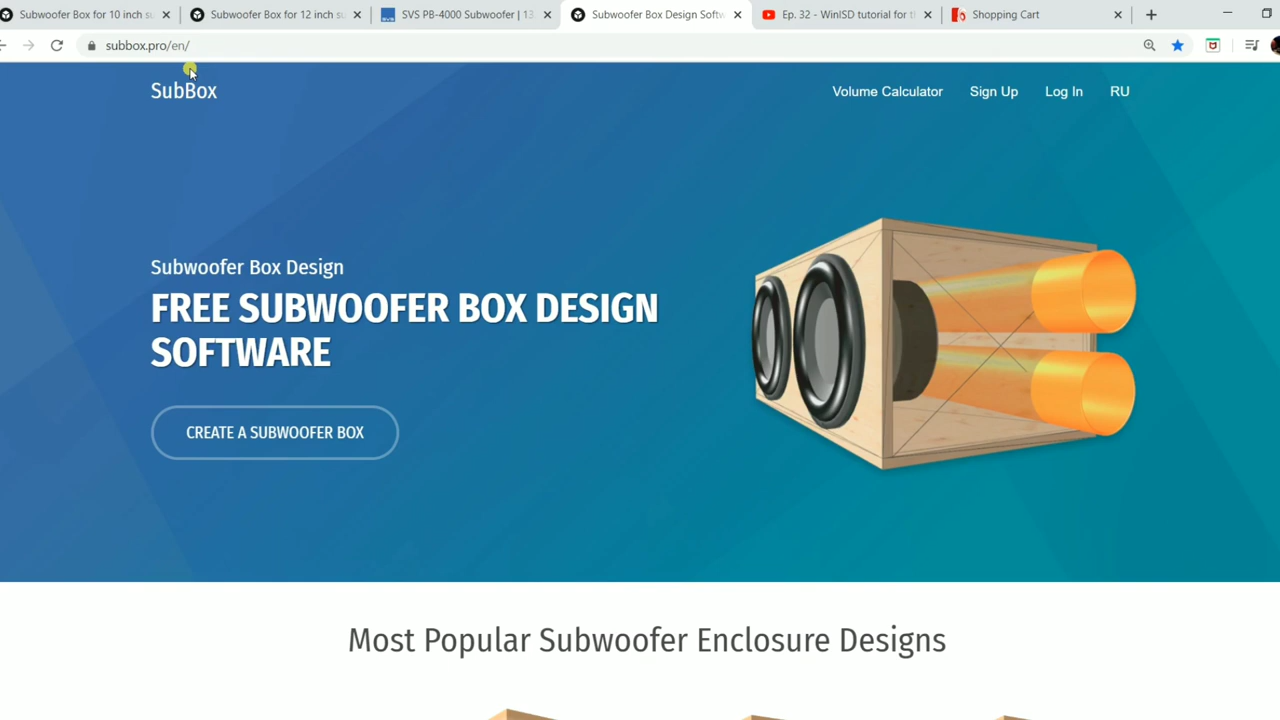 Subwoofer Box for 10 inch su
Subwoofer Box for 12 inch su
SVS PB-4000 Subwoofer | 13.
Subwoofer Box Design Softw
Ep. 32 - WinISD tutorial for t
Shopping Cart
subbox.pro/en/
SubBox
Volume Calculator
Sign Up
Log In
RU
Subwoofer Box Design
FREE SUBWOOFER BOX DESIGN
SOFTWARE
CREATE A SUBWOOFER BOX
Most Popular Subwoofer Enclosure Designs